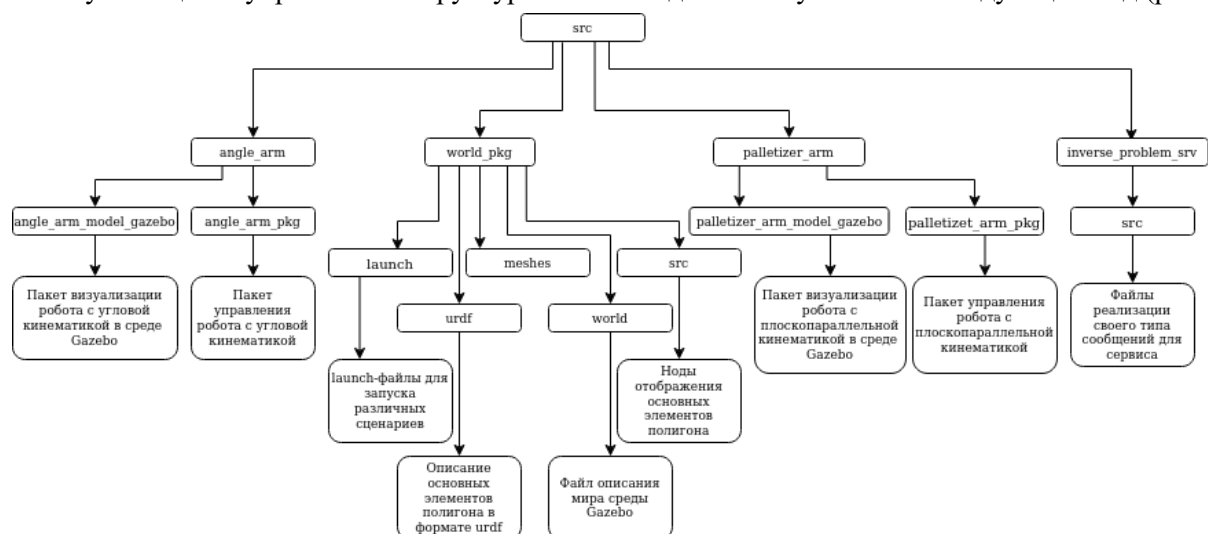 src
angle_arm
world_pkg
palletizer_arm
inverse_problem_srv
angle_arm_model_gazebo
angle_arm_pkg
palletizer_arm_model_gazebo
palletizet_arm_pkg
src
launch
meshes
src
Пакет визуализации
робота с угловой
кинематикой в среде
Gazebo
Пакет
управления
робота с угловой
кинематикой
urdf
world
Пакет визуализации
робота с
плоскопараллельной
кинематикой в среде
Gazebo
Пакет управления
робота с
плоскопараллельной
кинематикой
Файлы
реализации
своего типа
сообщений для
сервиса
launch-файлы для
запуска
различных
сценариев
Ноды
отображения
основных
элементов
полигона
Описание
основных
элементов
полигона в
формате urdf
Файл описания
мира среды
Gazebo